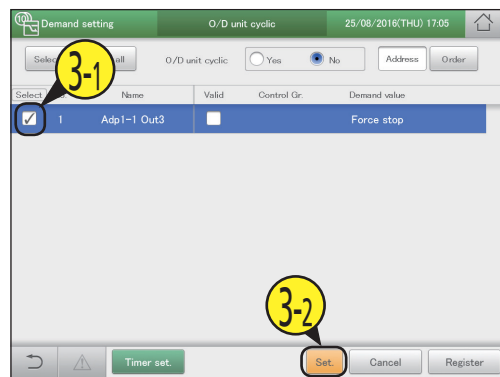 Demand setting O/D unit cyclic 25/08/2016(THU) 17:05
all O/D unit cyclic Yes No Address Order
3-1
Select Name Valid Control Gr. Demand value
1 Adp1-1 Out3 Force stop
3-2
Timer set. Set. Cancel Register